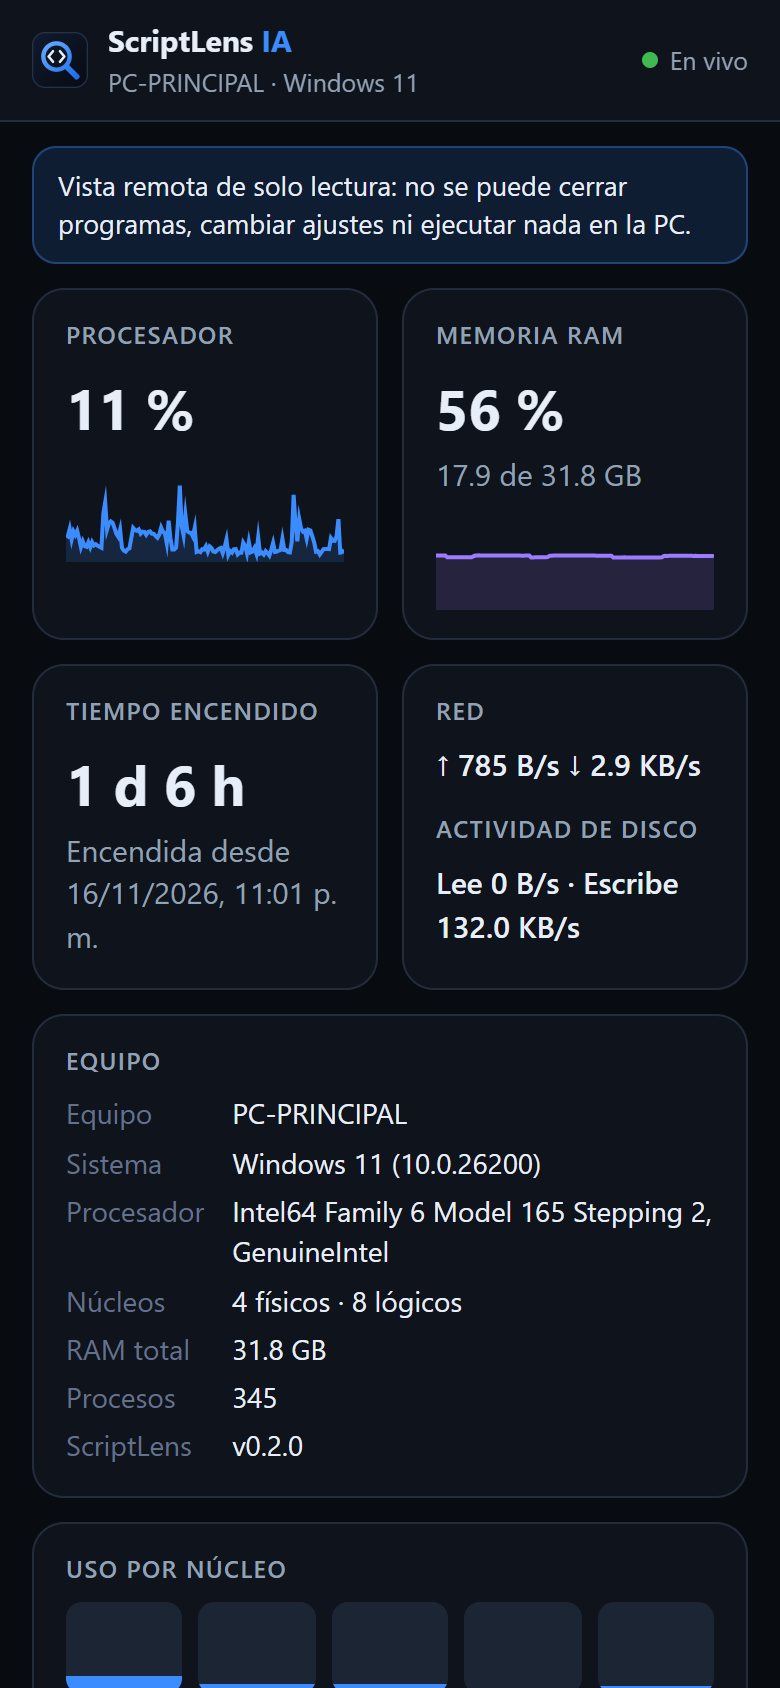 ScriptLens IA
PC-PRINCIPAL · Windows 11
En vivo
Vista remota de solo lectura: no se puede cerrar
programas, cambiar ajustes ni ejecutar nada en la PC.
PROCESADOR
11 %
MEMORIA RAM
56 %
17.9 de 31.8 GB
TIEMPO ENCENDIDO
1 d 6 h
Encendida desde
16/11/2026, 11:01 p.
m.
RED
↑ 785 B/s ↓ 2.9 KB/s
ACTIVIDAD DE DISCO
Lee 0 B/s · Escribe
132.0 KB/s
EQUIPO
Equipo PC-PRINCIPAL
Sistema Windows 11 (10.0.26200)
Procesador Intel64 Family 6 Model 165 Stepping 2,
GenuineIntel
Núcleos 4 físicos · 8 lógicos
RAM total 31.8 GB
Procesos 345
ScriptLens v0.2.0
USO POR NÚCLEO